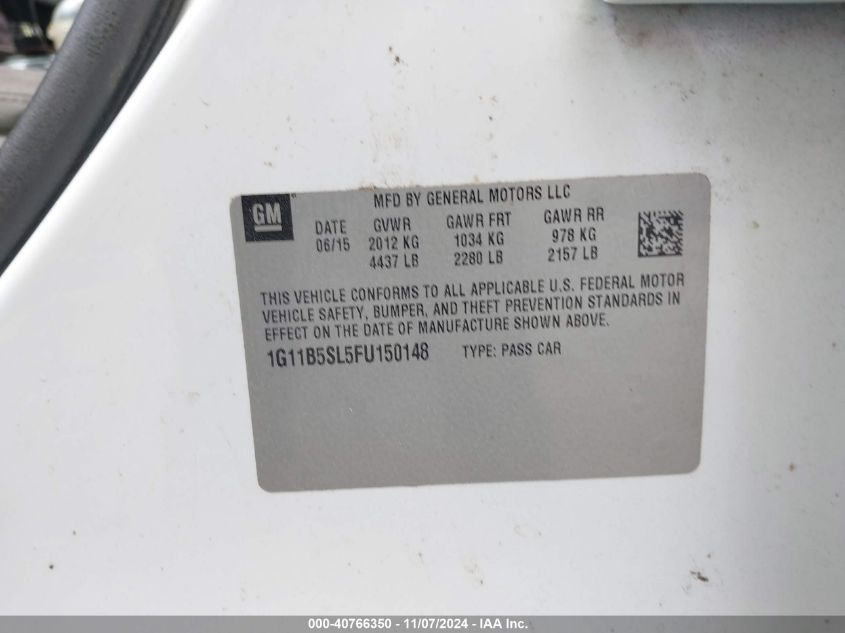 MFD BY GENERAL MOTORS LLC
GM
DATE GVWR GAWR FRT GAWR RR
06/15 2012 KG 1034 KG 978 KG
4437 LB 2280 LB 2157 LB
THIS VEHICLE CONFORMS TO ALL APPLICABLE U.S. FEDERAL MOTOR
VEHICLE SAFETY, BUMPER, AND THEFT PREVENTION STANDARDS IN
EFFECT ON THE DATE OF MANUFACTURE SHOWN ABOVE.
1G11B5SL5FU150148 TYPE: PASS CAR
000-40766350 - 11/07/2024 - IAA Inc.